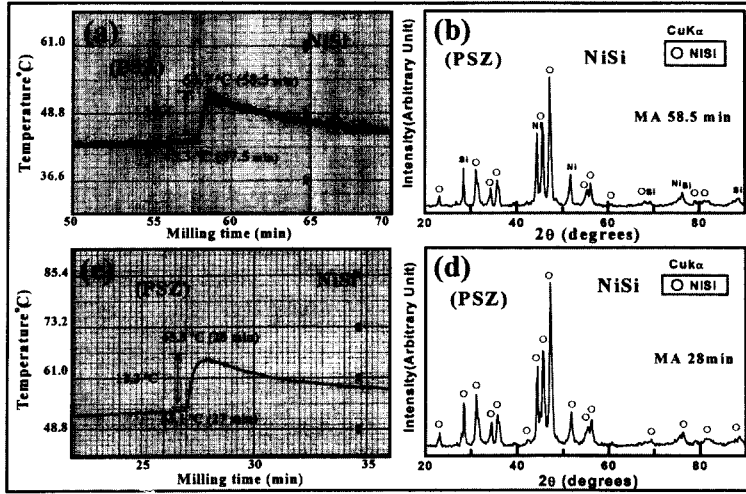 (a)
NiSi
(PSZ)
Temperature°C)
61.0
48.8
36.6
50 55 60 65 70
Milling time (min)
(b)
(PSZ)
NiSi
CuKα
○ NiSi
MA 58.5 min
Si
Ni
Ni
Si
Ni
Si
Si
Intensity(Arbitrary Unit)
20 40 60 80
2θ (degrees)
(c)
(PSZ)
NiSi
Temperature°C)
85.4
73.2
61.0
48.8
25 30 35
Milling time (min)
(d)
(PSZ)
NiSi
Cukα
○ NiSi
MA 28min
Intensity(Arbitrary Unit)
20 40 60 80
2θ (degrees)